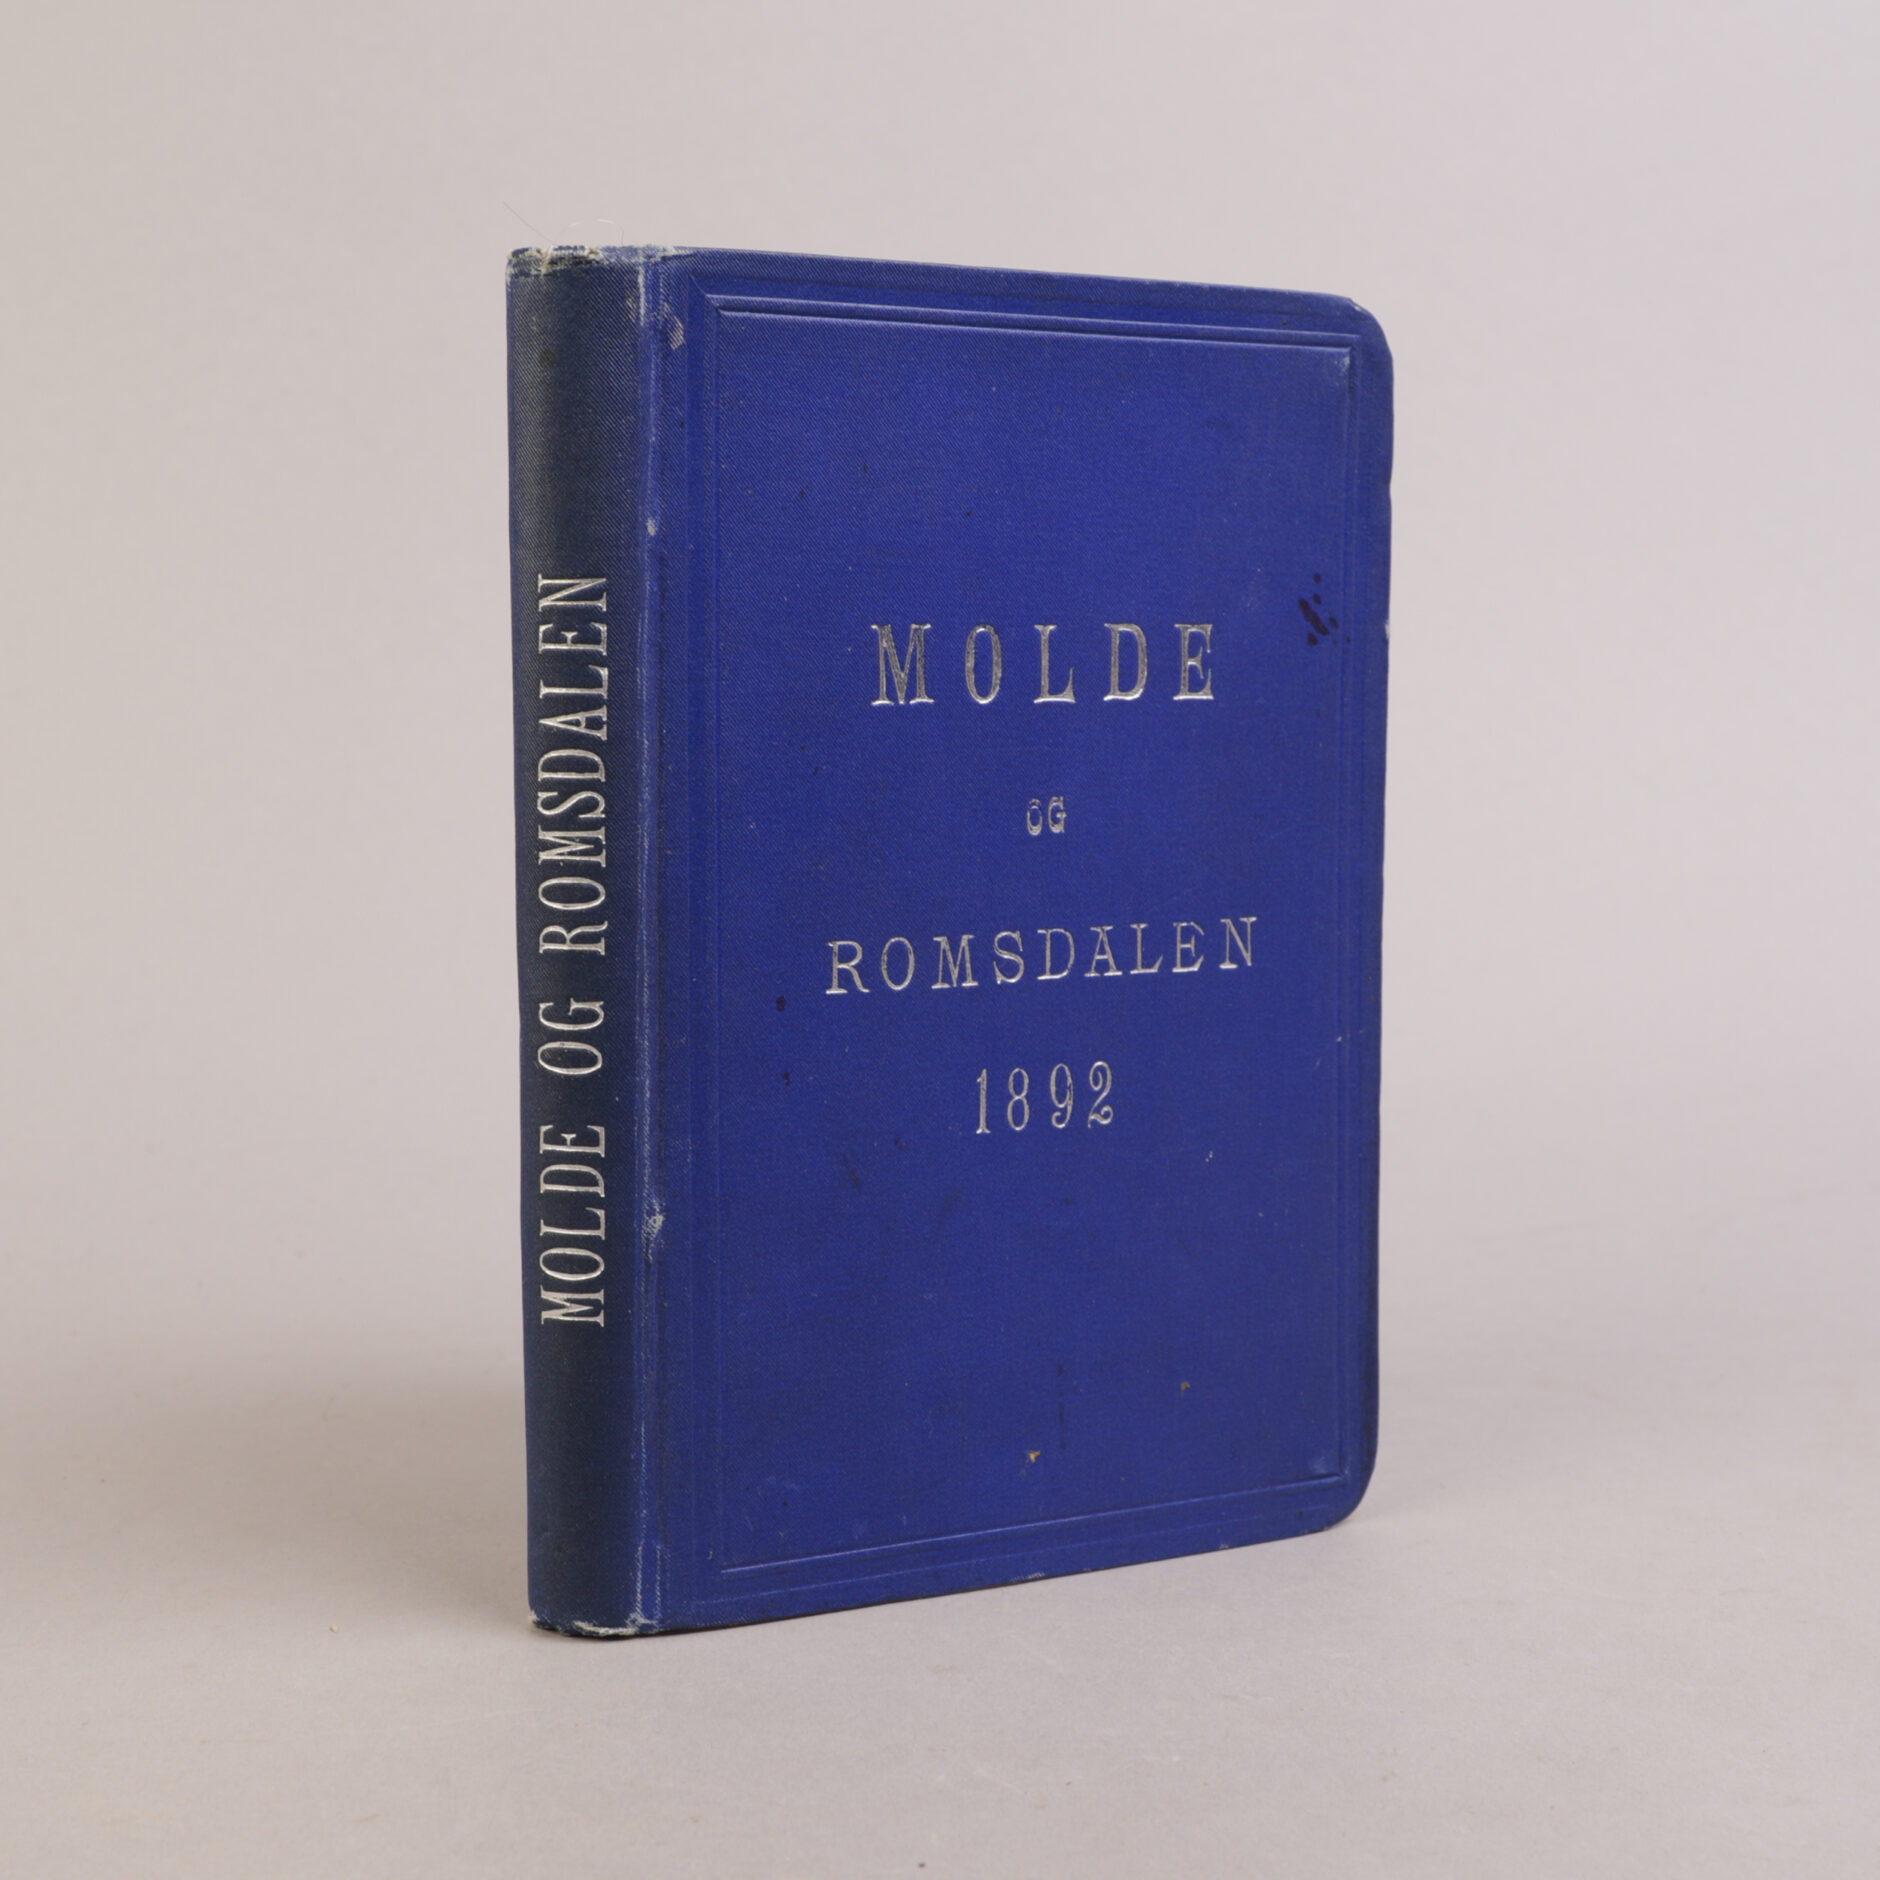 MOLDE OG ROMSDALEN
MOLDE
OG
ROMSDALEN
1892